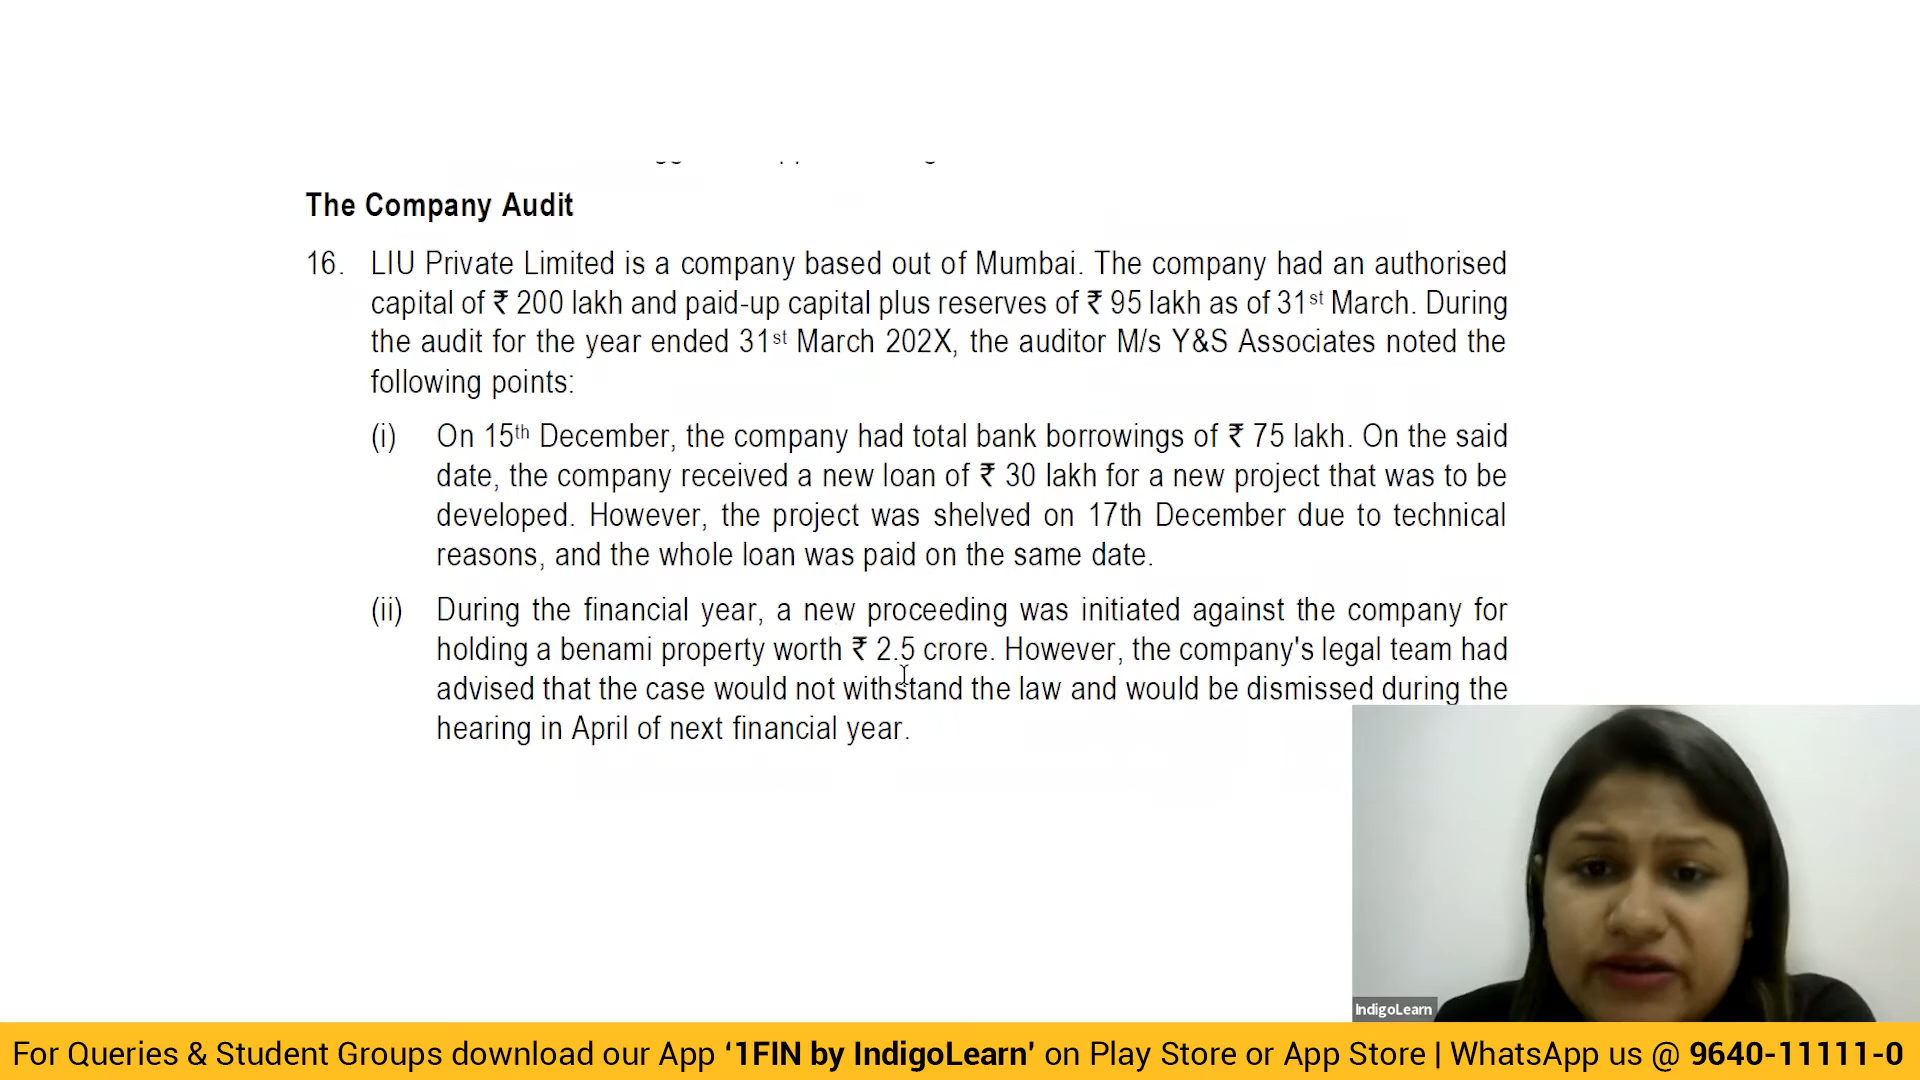 The Company Audit
16. LIU Private Limited is a company based out of Mumbai. The company had an authorised
capital of ₹ 200 lakh and paid-up capital plus reserves of ₹ 95 lakh as of 31st March. During
the audit for the year ended 31st March 202X, the auditor M/s Y&S Associates noted the
following points:
(i) On 15th December, the company had total bank borrowings of ₹ 75 lakh. On the said
date, the company received a new loan of ₹ 30 lakh for a new project that was to be
developed. However, the project was shelved on 17th December due to technical
reasons, and the whole loan was paid on the same date.
(ii) During the financial year, a new proceeding was initiated against the company for
holding a benami property worth ₹ 2.5 crore. However, the company's legal team had
advised that the case would not withstand the law and would be dismissed during the
hearing in April of next financial year.
IndigoLearn
For Queries & Student Groups download our App ‘1FIN by IndigoLearn’ on Play Store or App Store | WhatsApp us @ 9640-11111-0